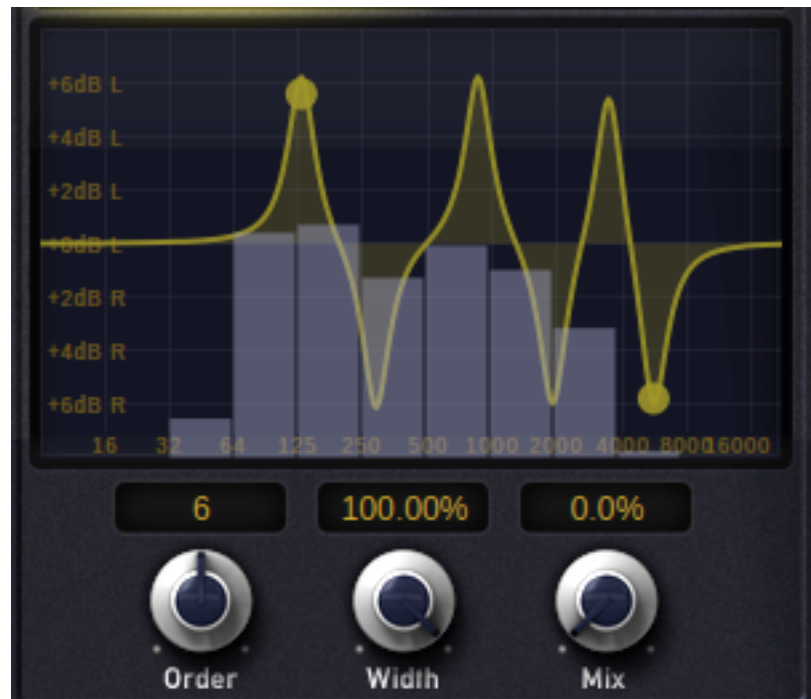 +6dB L
+4dB L
+2dB L
+0dB L
+2dB R
+4dB R
+6dB R
16 32 64 125 250 500 1000 2000 4000 8000 16000
6 100.00% 0.0%
Order Width Mix